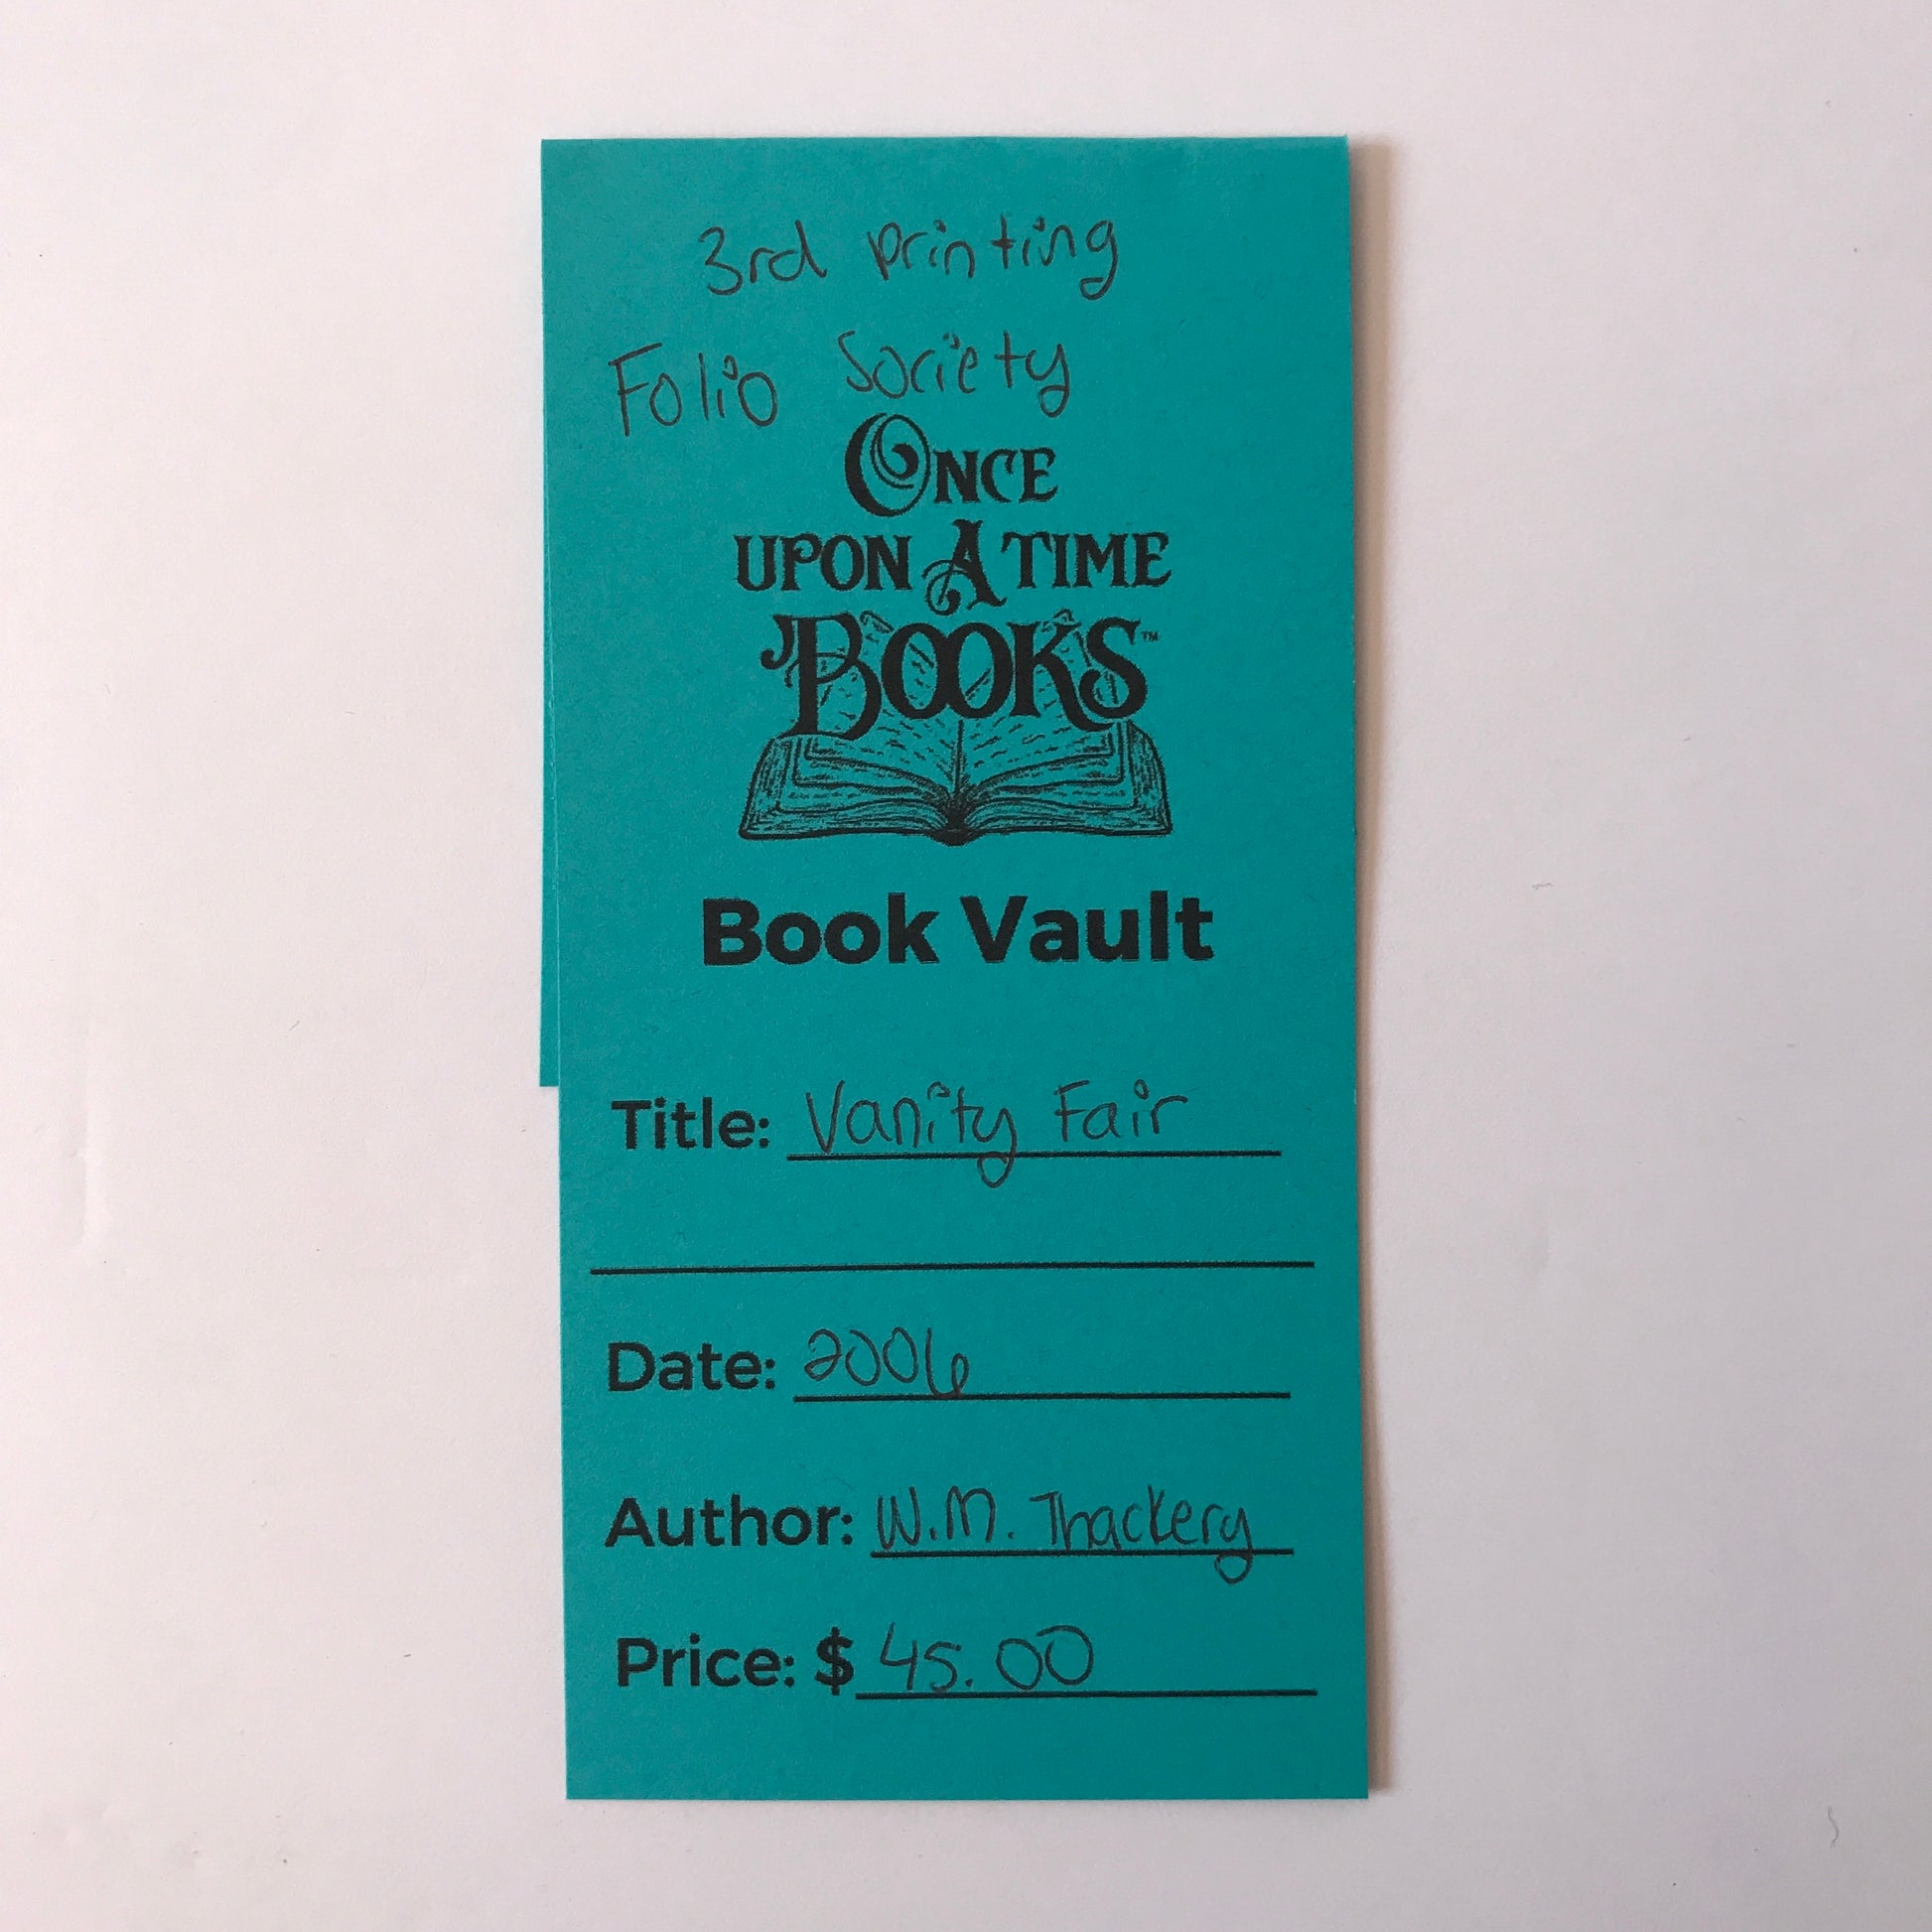 3rd printing
Folio Society
ONCE
UPON A TIME
BOOKS™
Book Vault
Title: Vanity Fair
Date: 2006
Author: W.M. Thackery
Price: $ 45.00